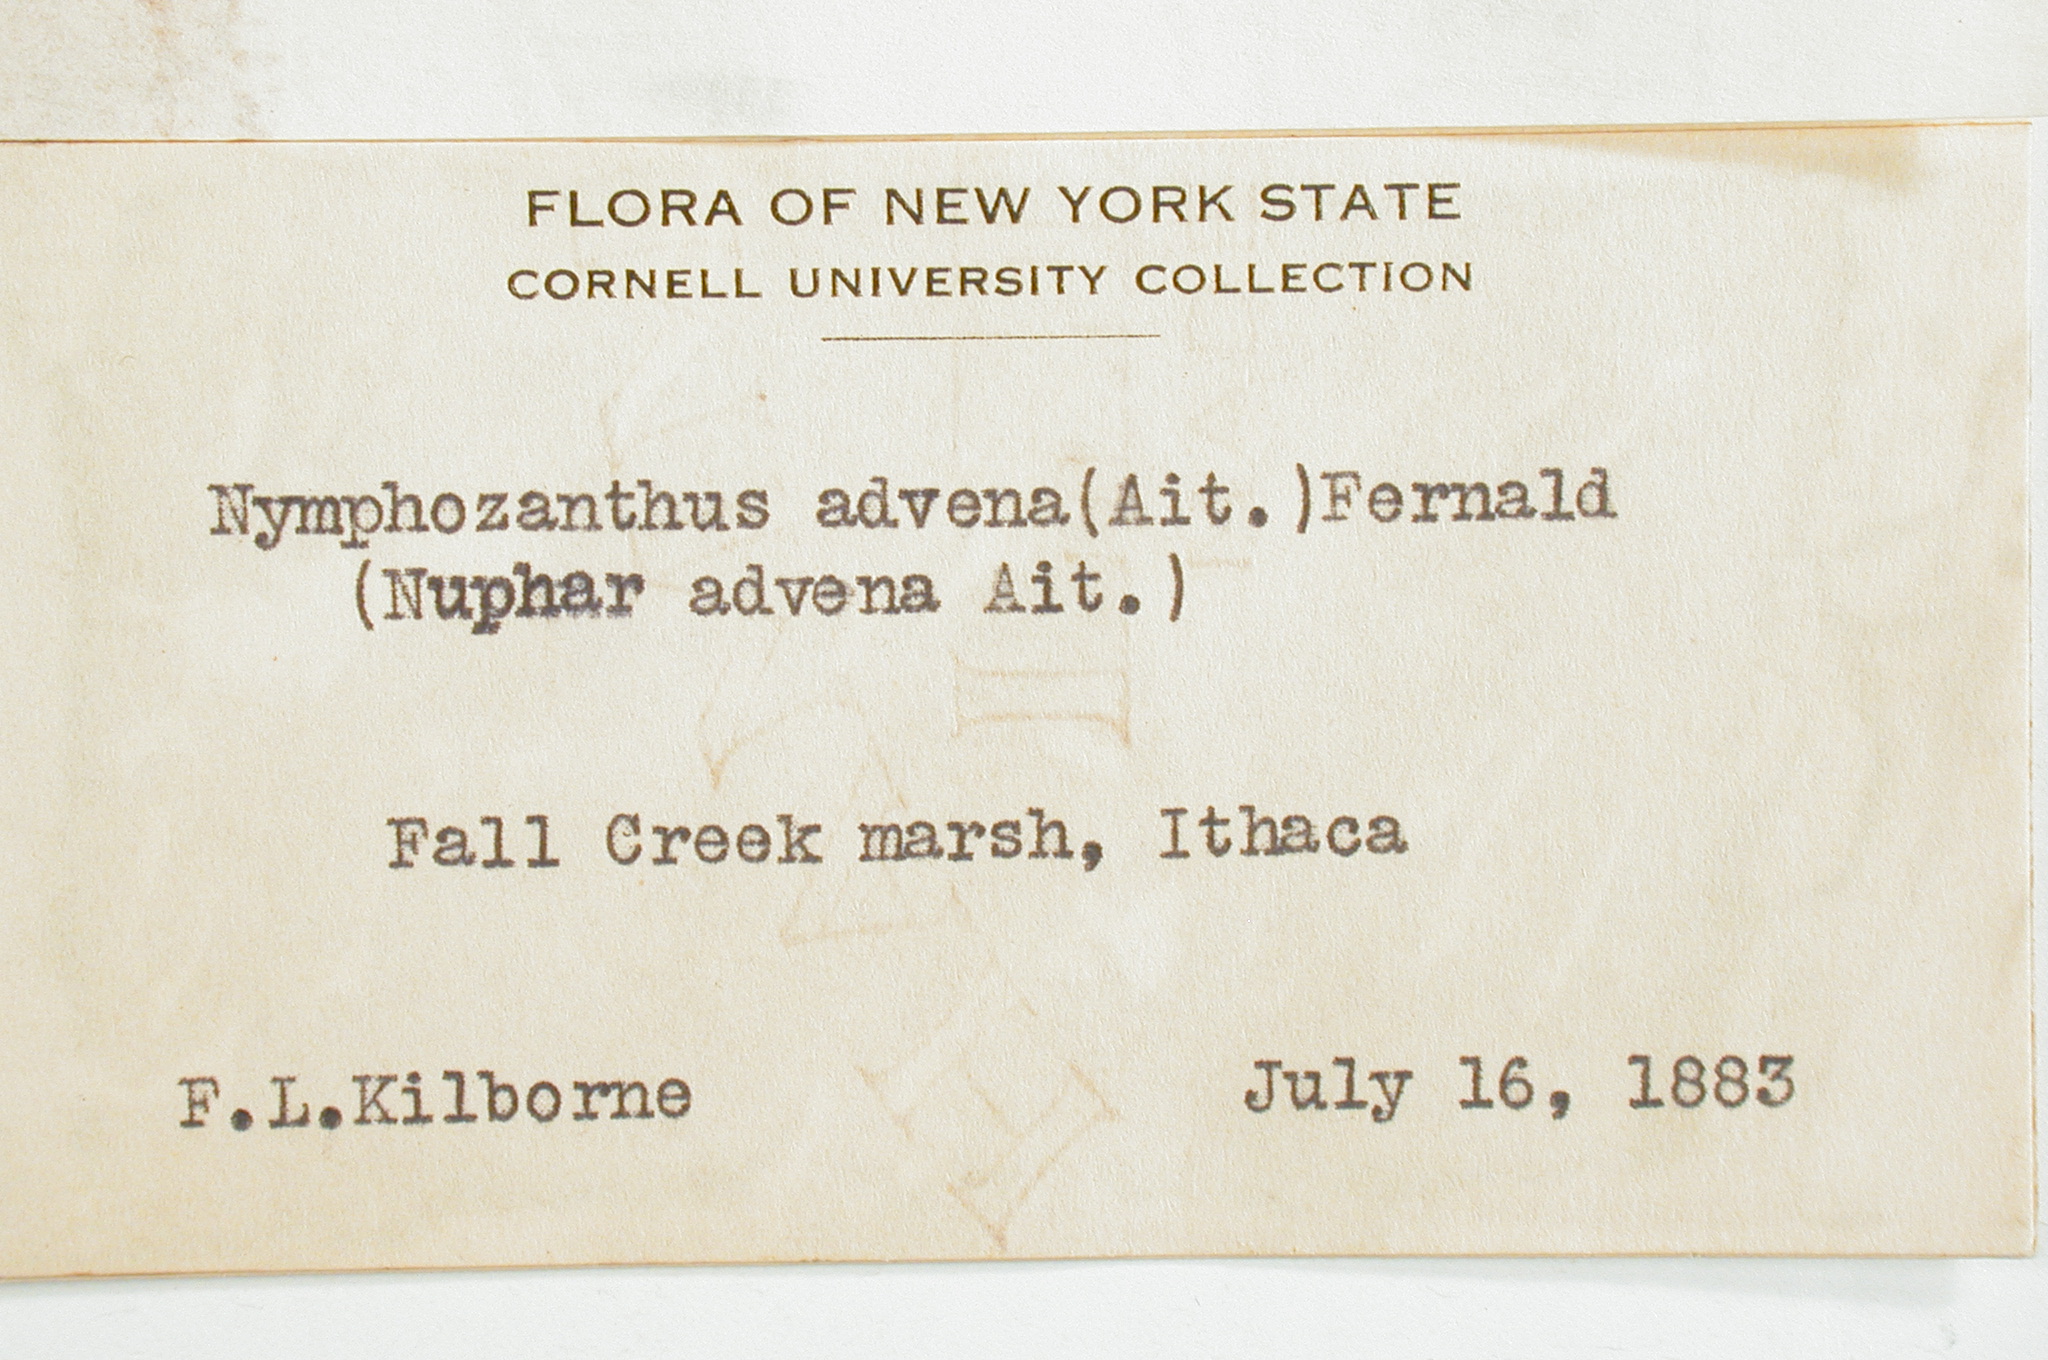 FLORA OF NEW YORK STATE
CORNELL UNIVERSITY COLLECTION
Nymphozanthus advena(Ait.)Fernald
(Nuphar advena Ait.)
Fall Creek marsh, Ithaca
F.L.Kilborne July 16, 1883